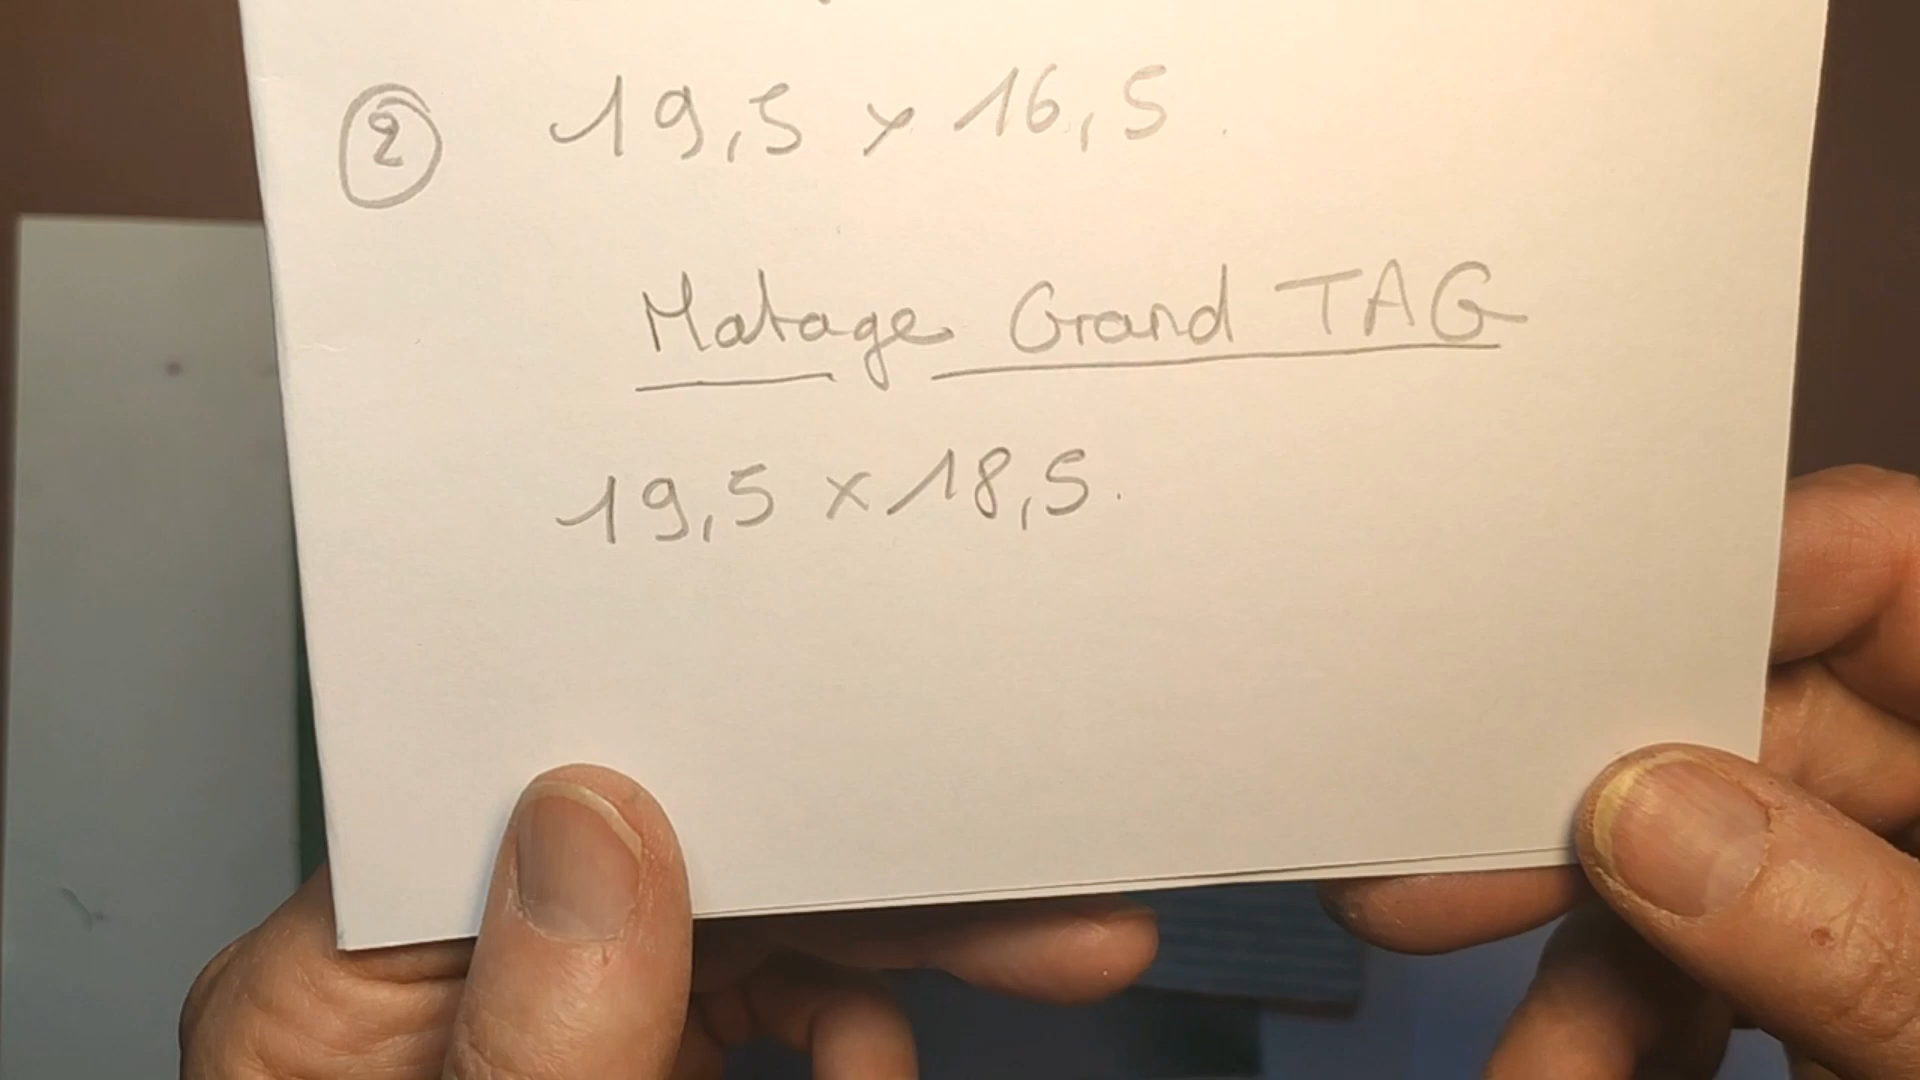 ② 19,5 x 16,5.
Matage Grand TAG
19,5 x 18,5.